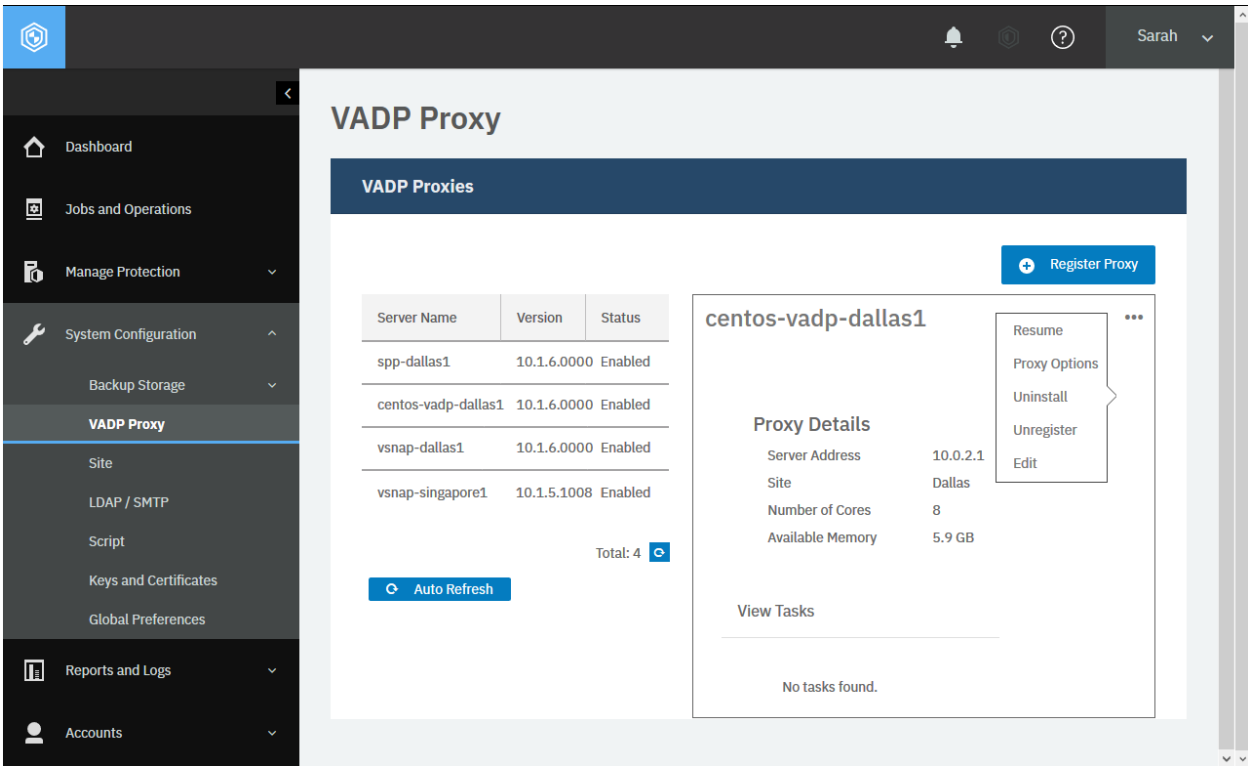 Sarah
VADP Proxy
Dashboard
Jobs and Operations
Manage Protection
System Configuration
Backup Storage
VADP Proxy
Site
LDAP / SMTP
Script
Keys and Certificates
Global Preferences
Reports and Logs
Accounts
VADP Proxies
Register Proxy
Server Name Version Status
spp-dallas1 10.1.6.0000 Enabled
centos-vadp-dallas1 10.1.6.0000 Enabled
vsnap-dallas1 10.1.6.0000 Enabled
vsnap-singapore1 10.1.5.1008 Enabled
Total: 4
Auto Refresh
centos-vadp-dallas1
Resume
Proxy Options
Uninstall
Unregister
Edit
Proxy Details
Server Address 10.0.2.1
Site Dallas
Number of Cores 8
Available Memory 5.9 GB
View Tasks
No tasks found.